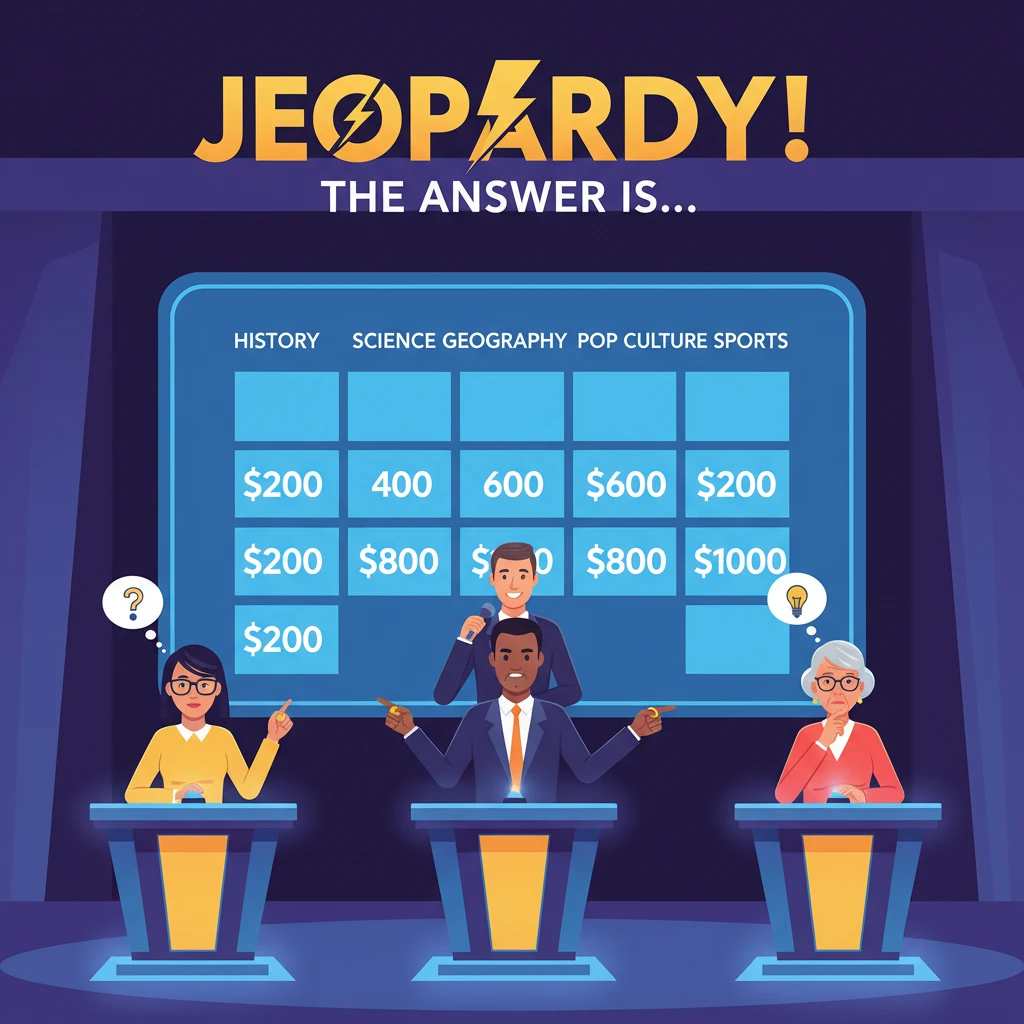 JEOPARDY!
THE ANSWER IS...
HISTORY SCIENCE GEOGRAPHY POP CULTURE SPORTS
$200 400 600 $600 $200
$200 $800 $800 $1000
$200
?